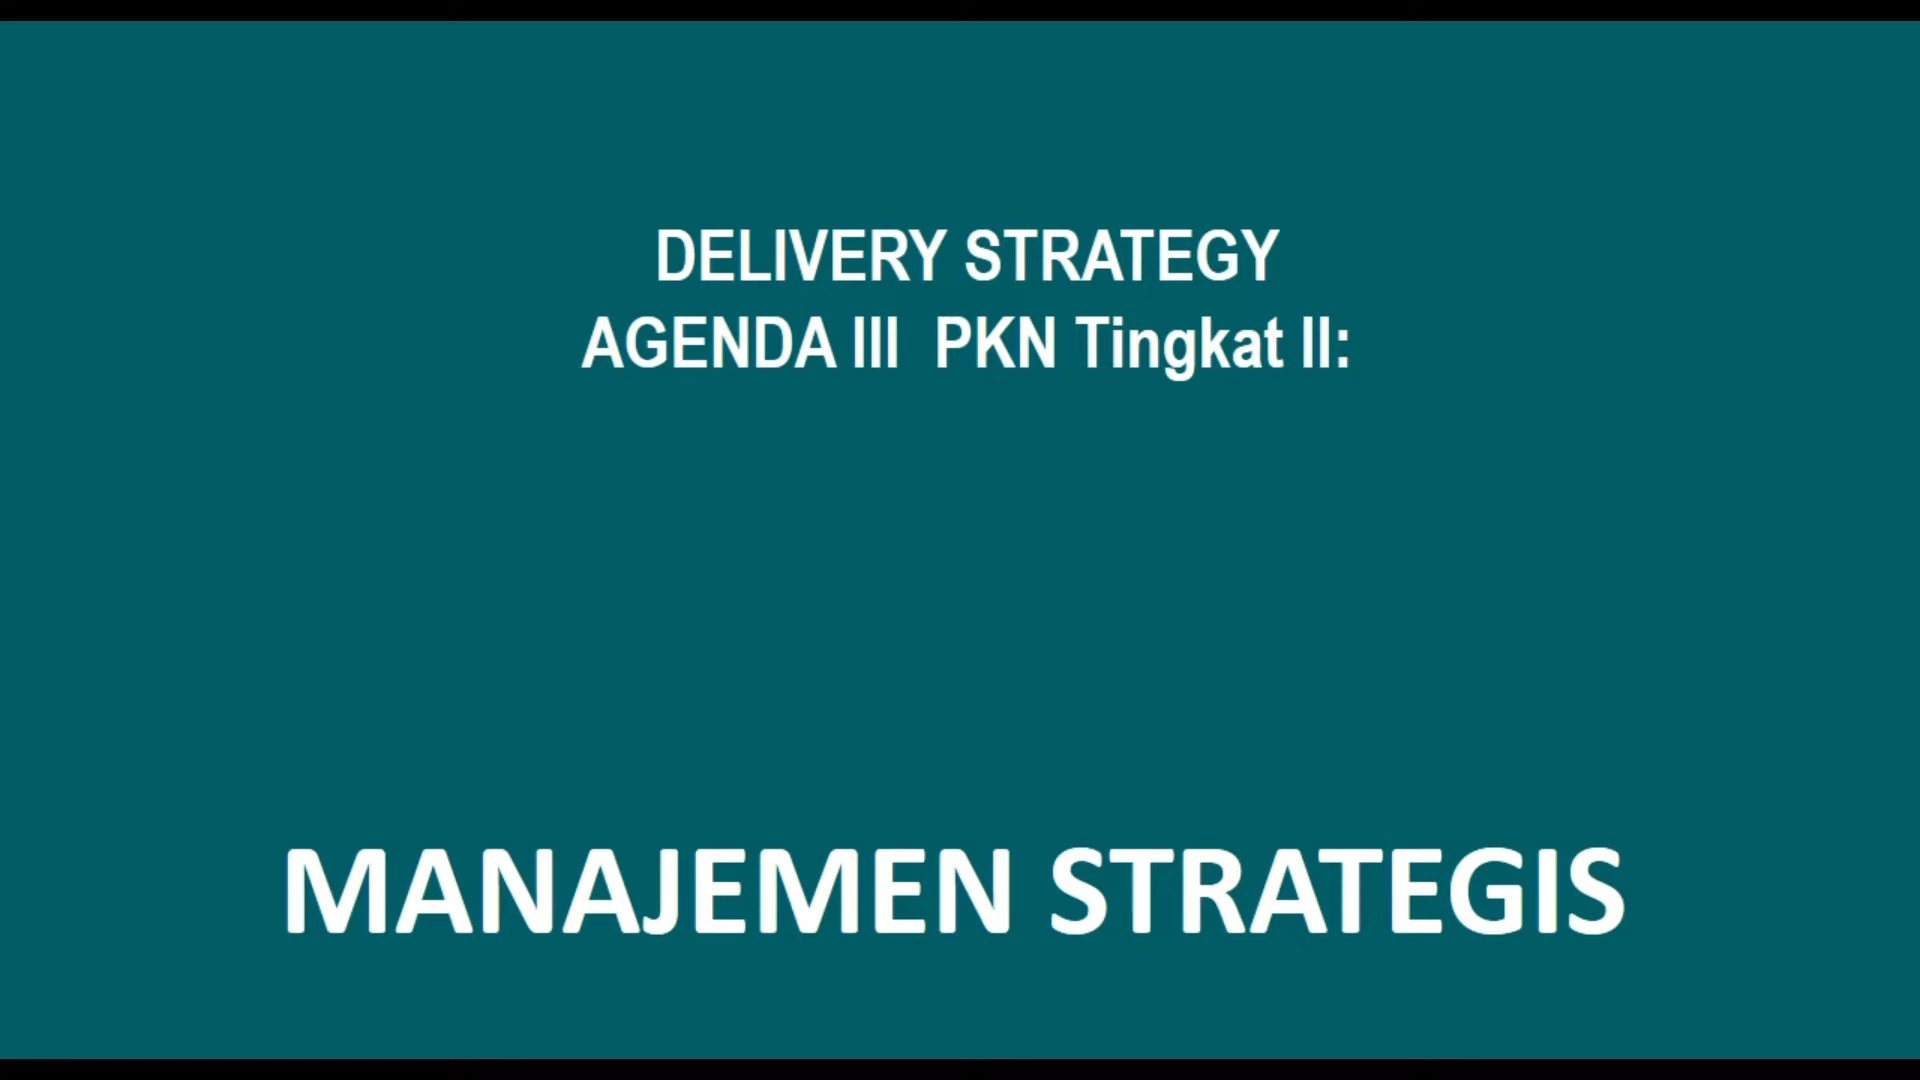 DELIVERY STRATEGY
AGENDA III  PKN Tingkat II:
MANAJEMEN STRATEGIS